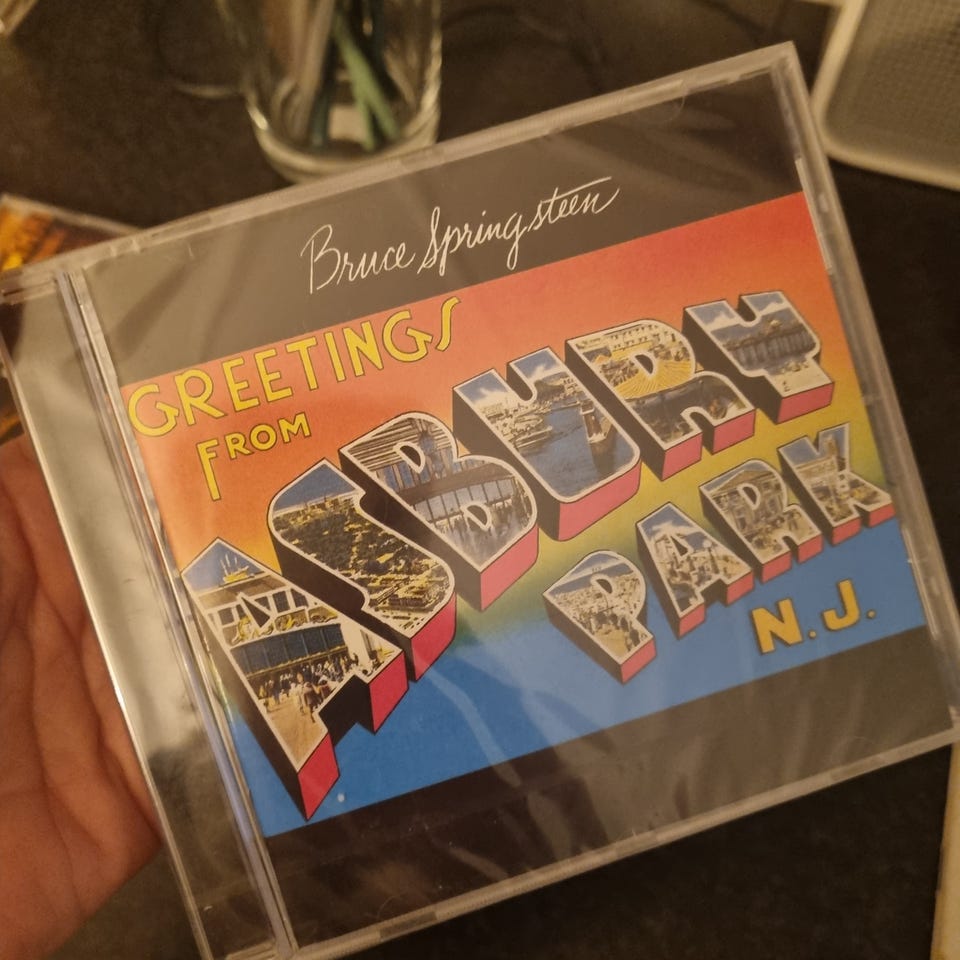 Bruce Springsteen
GREETINGS
FROM
ASBURY
PARK
N.J.